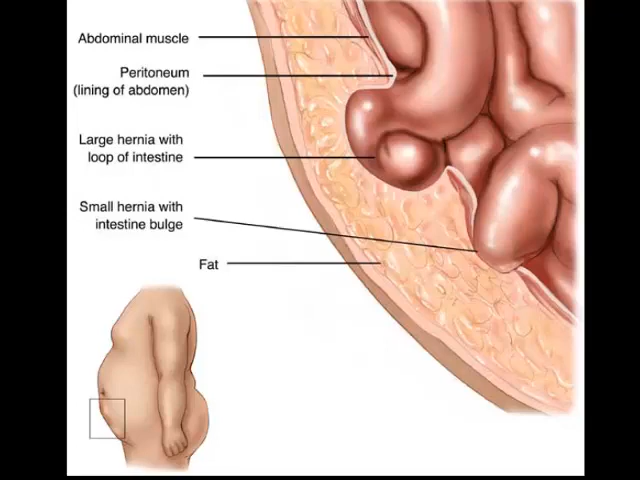 Abdominal muscle
Peritoneum
(lining of abdomen)
Large hernia with
loop of intestine
Small hernia with
intestine bulge
Fat